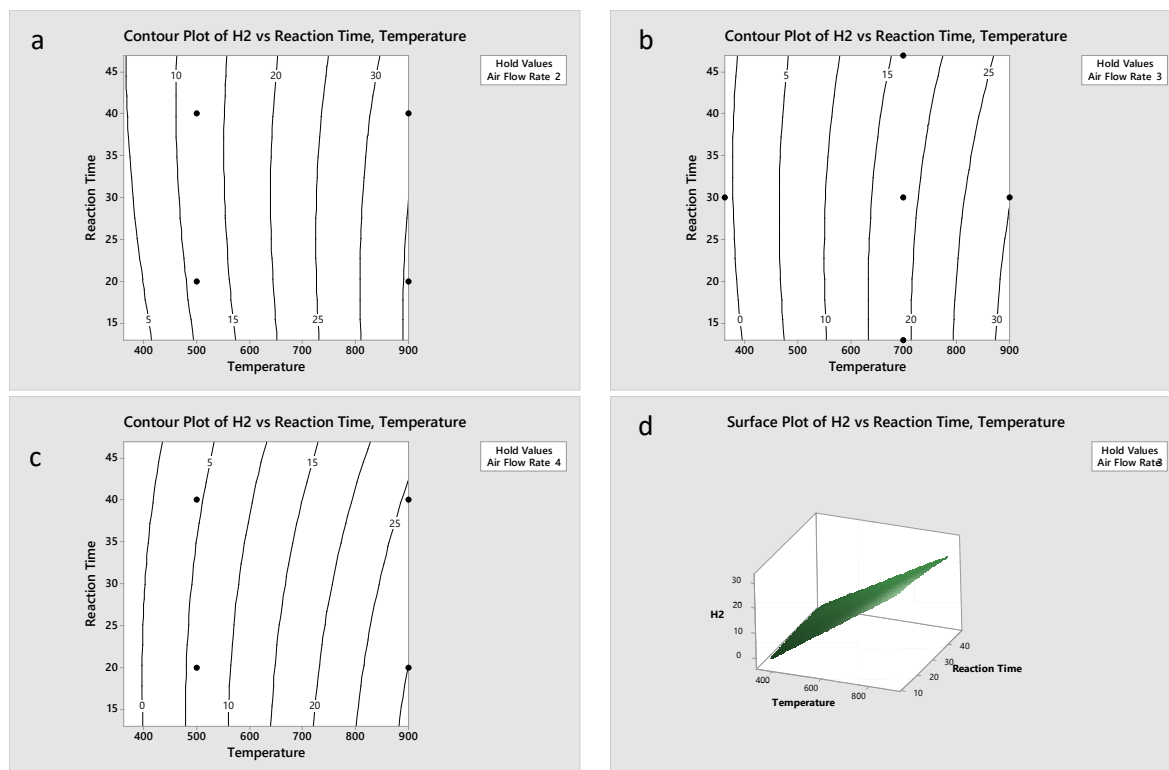 a
Contour Plot of H2 vs Reaction Time, Temperature
Hold Values
Air Flow Rate 2
10
20
30
45
40
35
30
25
20
15
5
15
25
400
500
600
700
800
900
Reaction Time
Temperature
b
Contour Plot of H2 vs Reaction Time, Temperature
Hold Values
Air Flow Rate 3
5
15
25
45
40
35
30
25
20
15
0
10
20
30
400
500
600
700
800
900
Reaction Time
Temperature
c
Contour Plot of H2 vs Reaction Time, Temperature
Hold Values
Air Flow Rate 4
5
15
25
45
40
35
30
25
20
15
0
10
20
400
500
600
700
800
900
Reaction Time
Temperature
d
Surface Plot of H2 vs Reaction Time, Temperature
Hold Values
Air Flow Rate3
30
20
10
0
H2
400
600
800
Temperature
10
20
30
40
Reaction Time